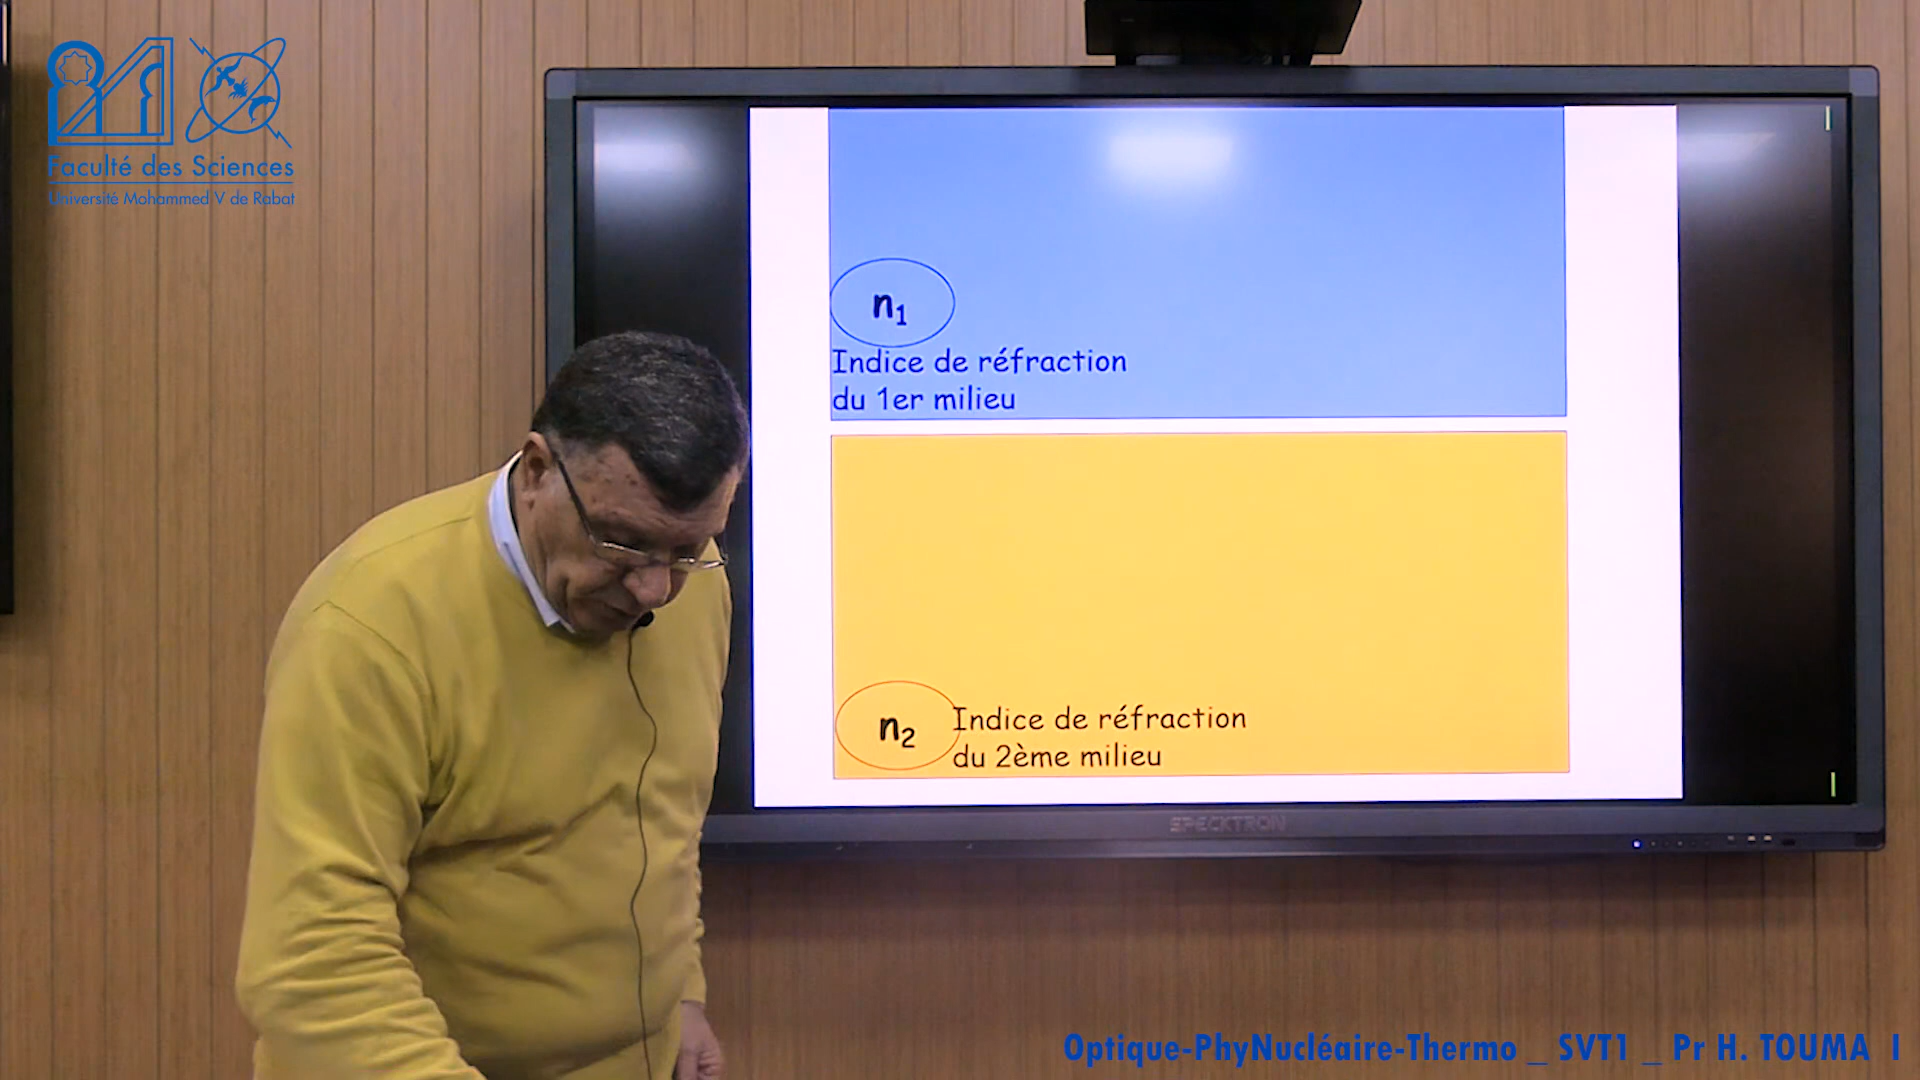 Faculté des Sciences
Université Mohammed V de Rabat
n1
Indice de réfraction
du 1er milieu
n2
Indice de réfraction
du 2ème milieu
SPECKTRON
Optique-PhyNucléaire-Thermo _ SVT1 _ Pr H. TOUMA I